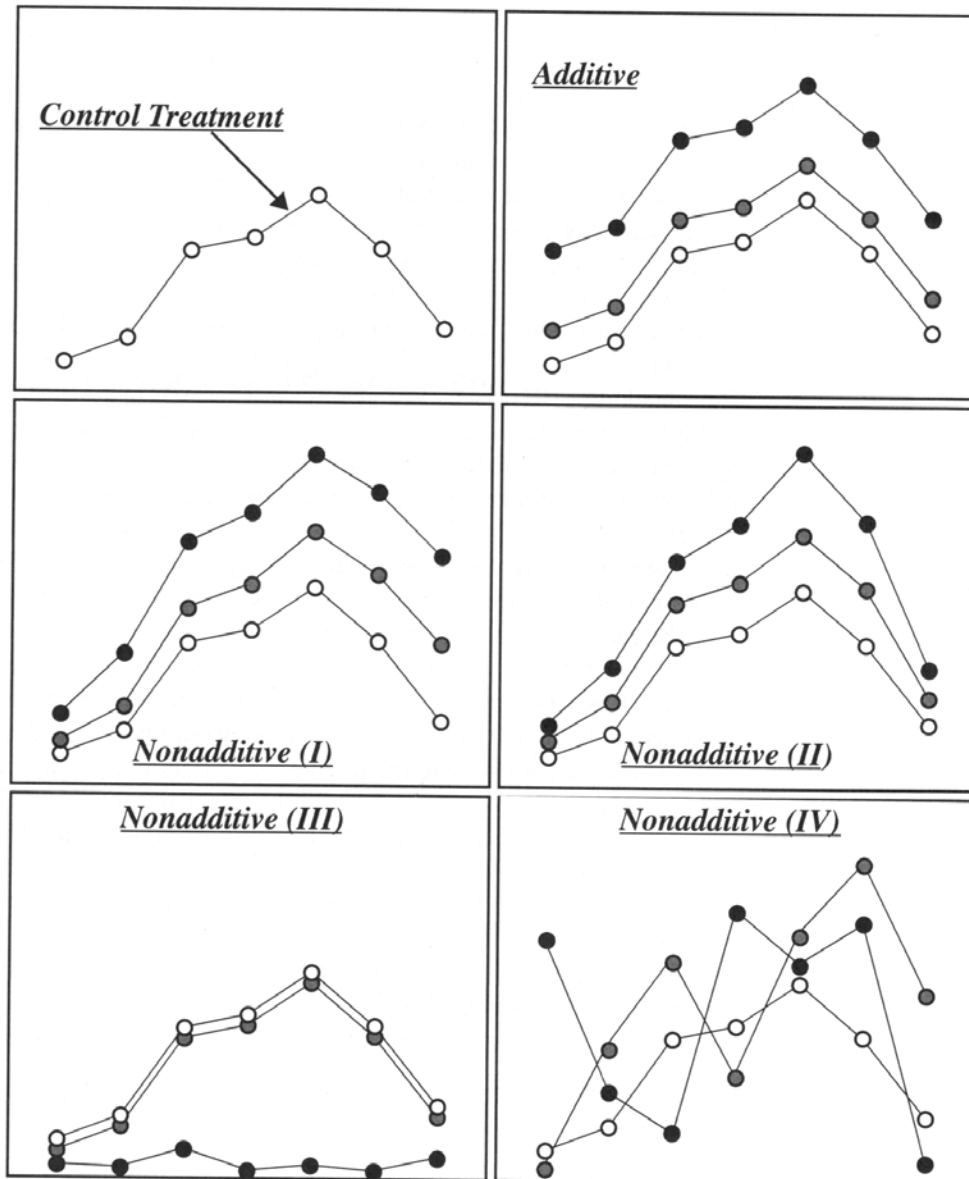 Control Treatment
Additive
Nonadditive (I)
Nonadditive (II)
Nonadditive (III)
Nonadditive (IV)